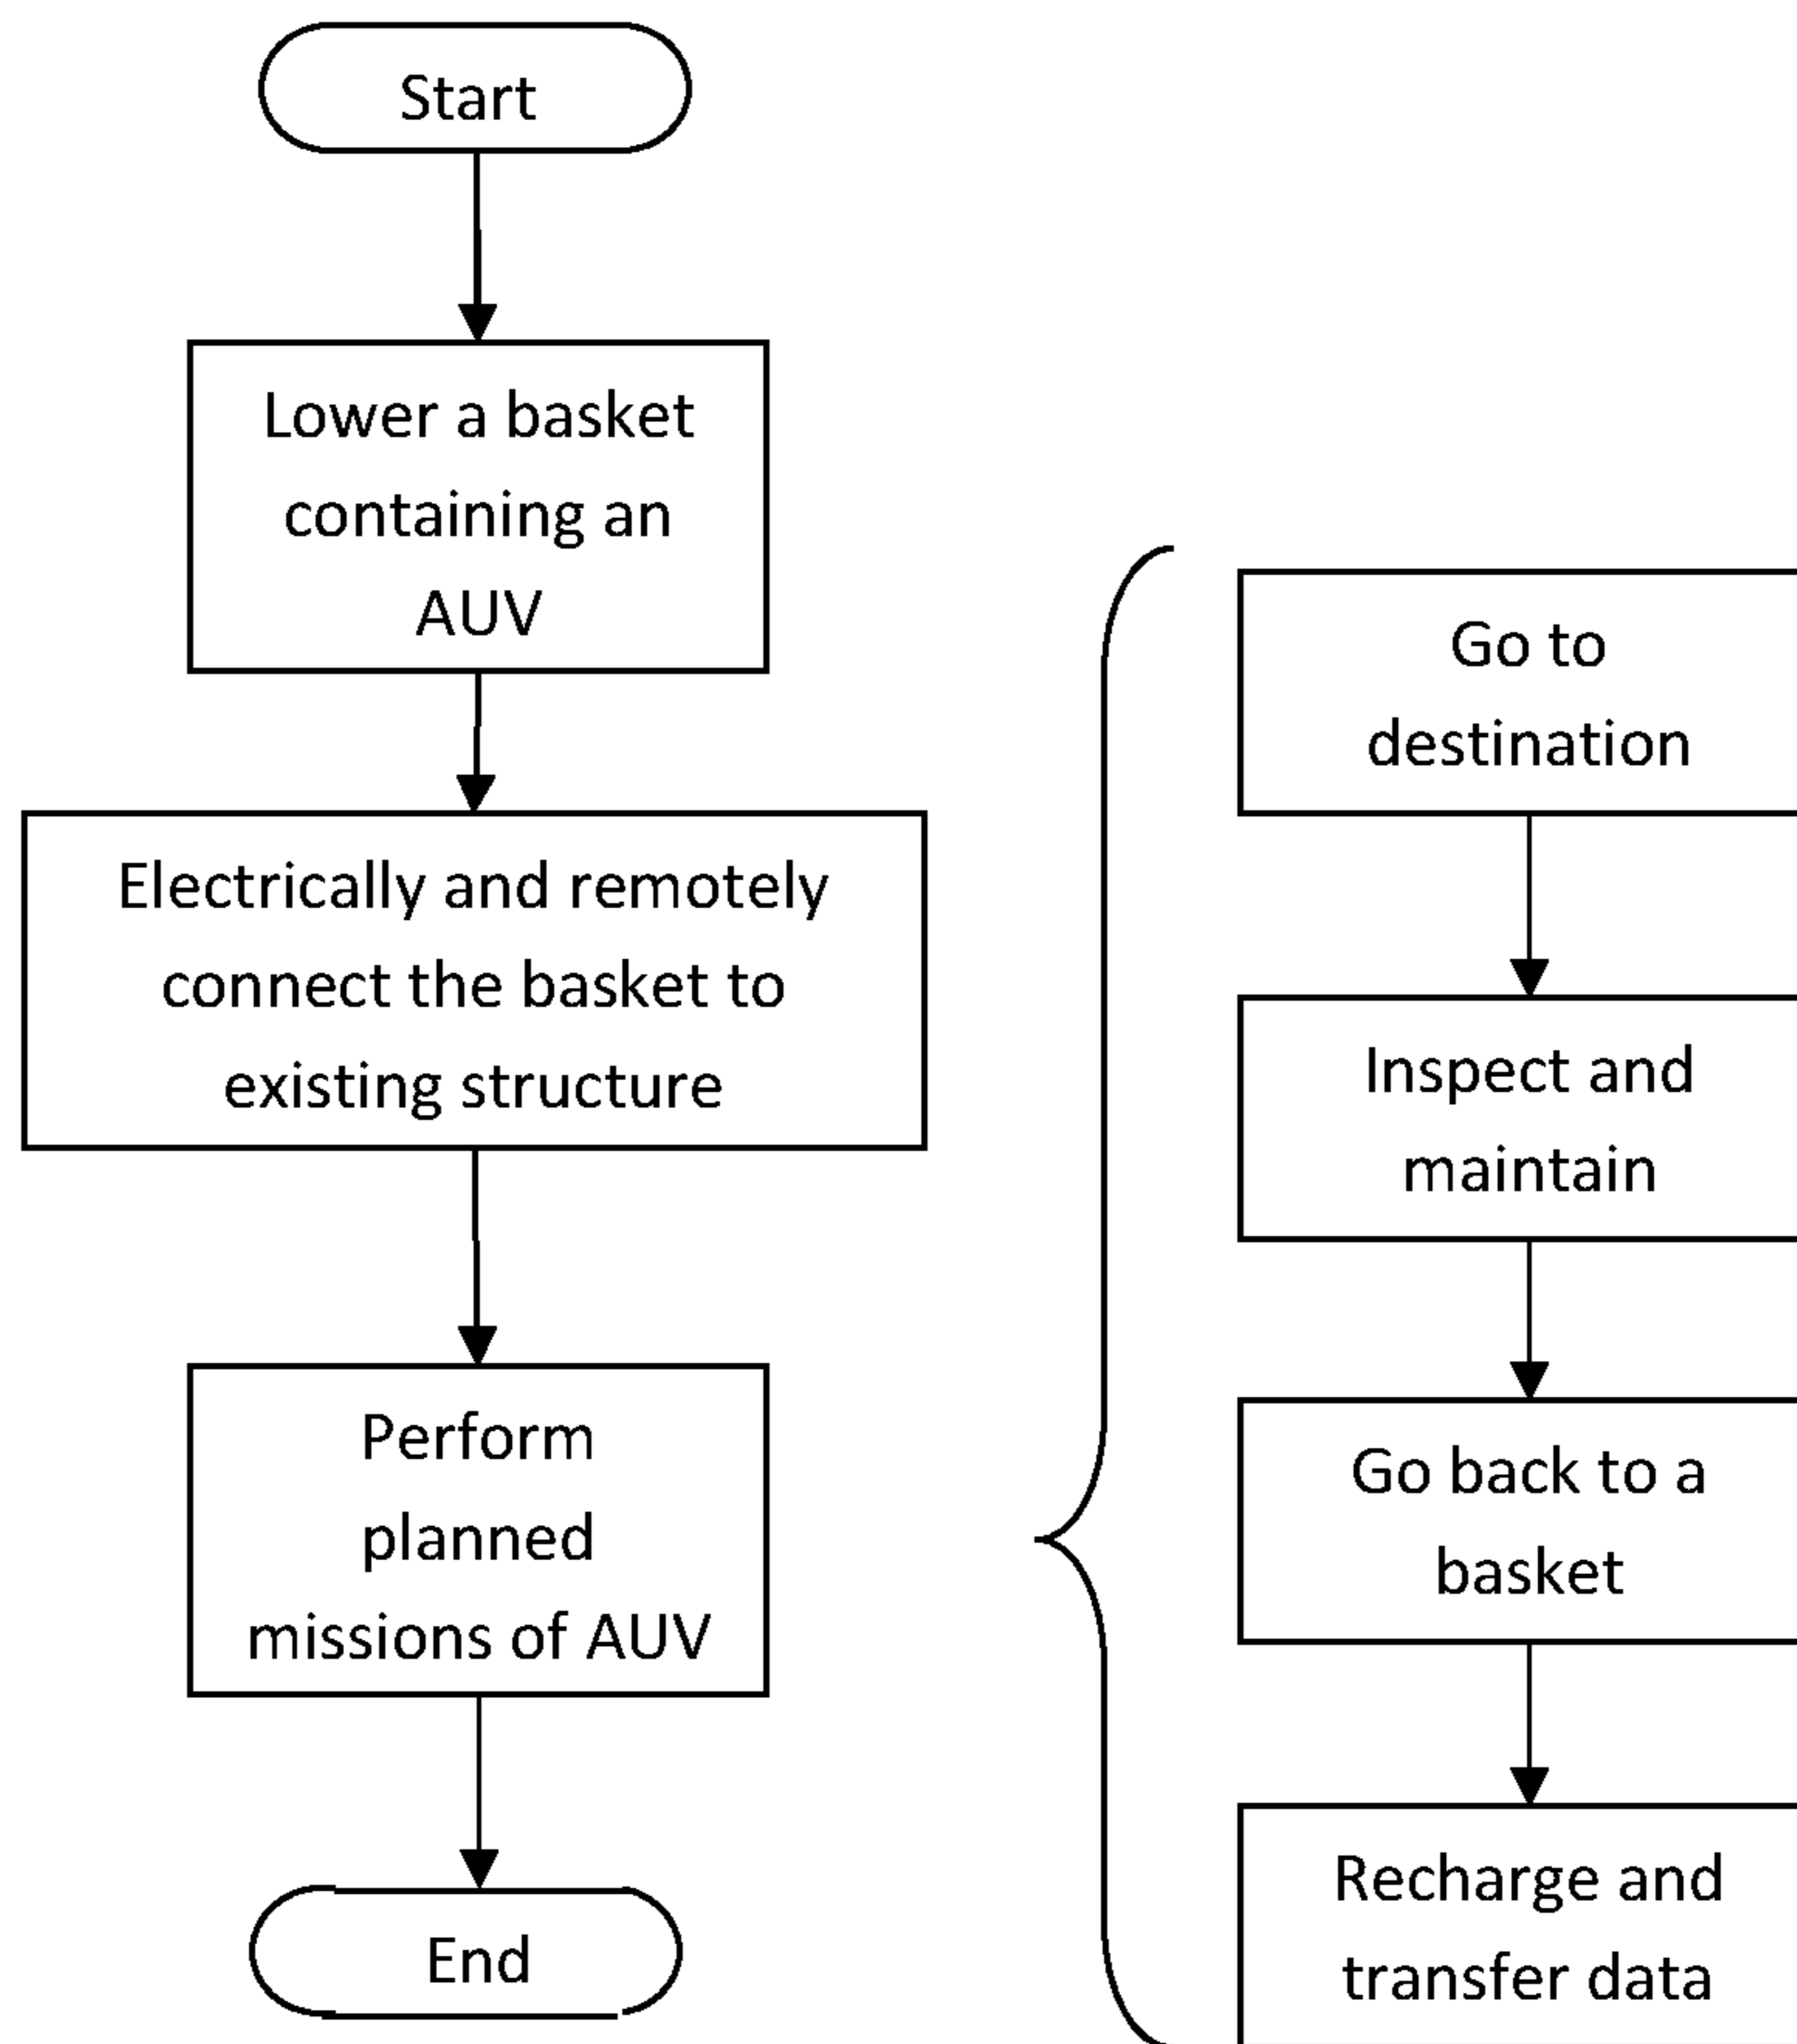 Start
Lower a basket
containing an
AUV
Electrically and remotely
connect the basket to
existing structure
Perform
planned
missions of AUV
End
Go to
destination
Inspect and
maintain
Go back to a
basket
Recharge and
transfer data